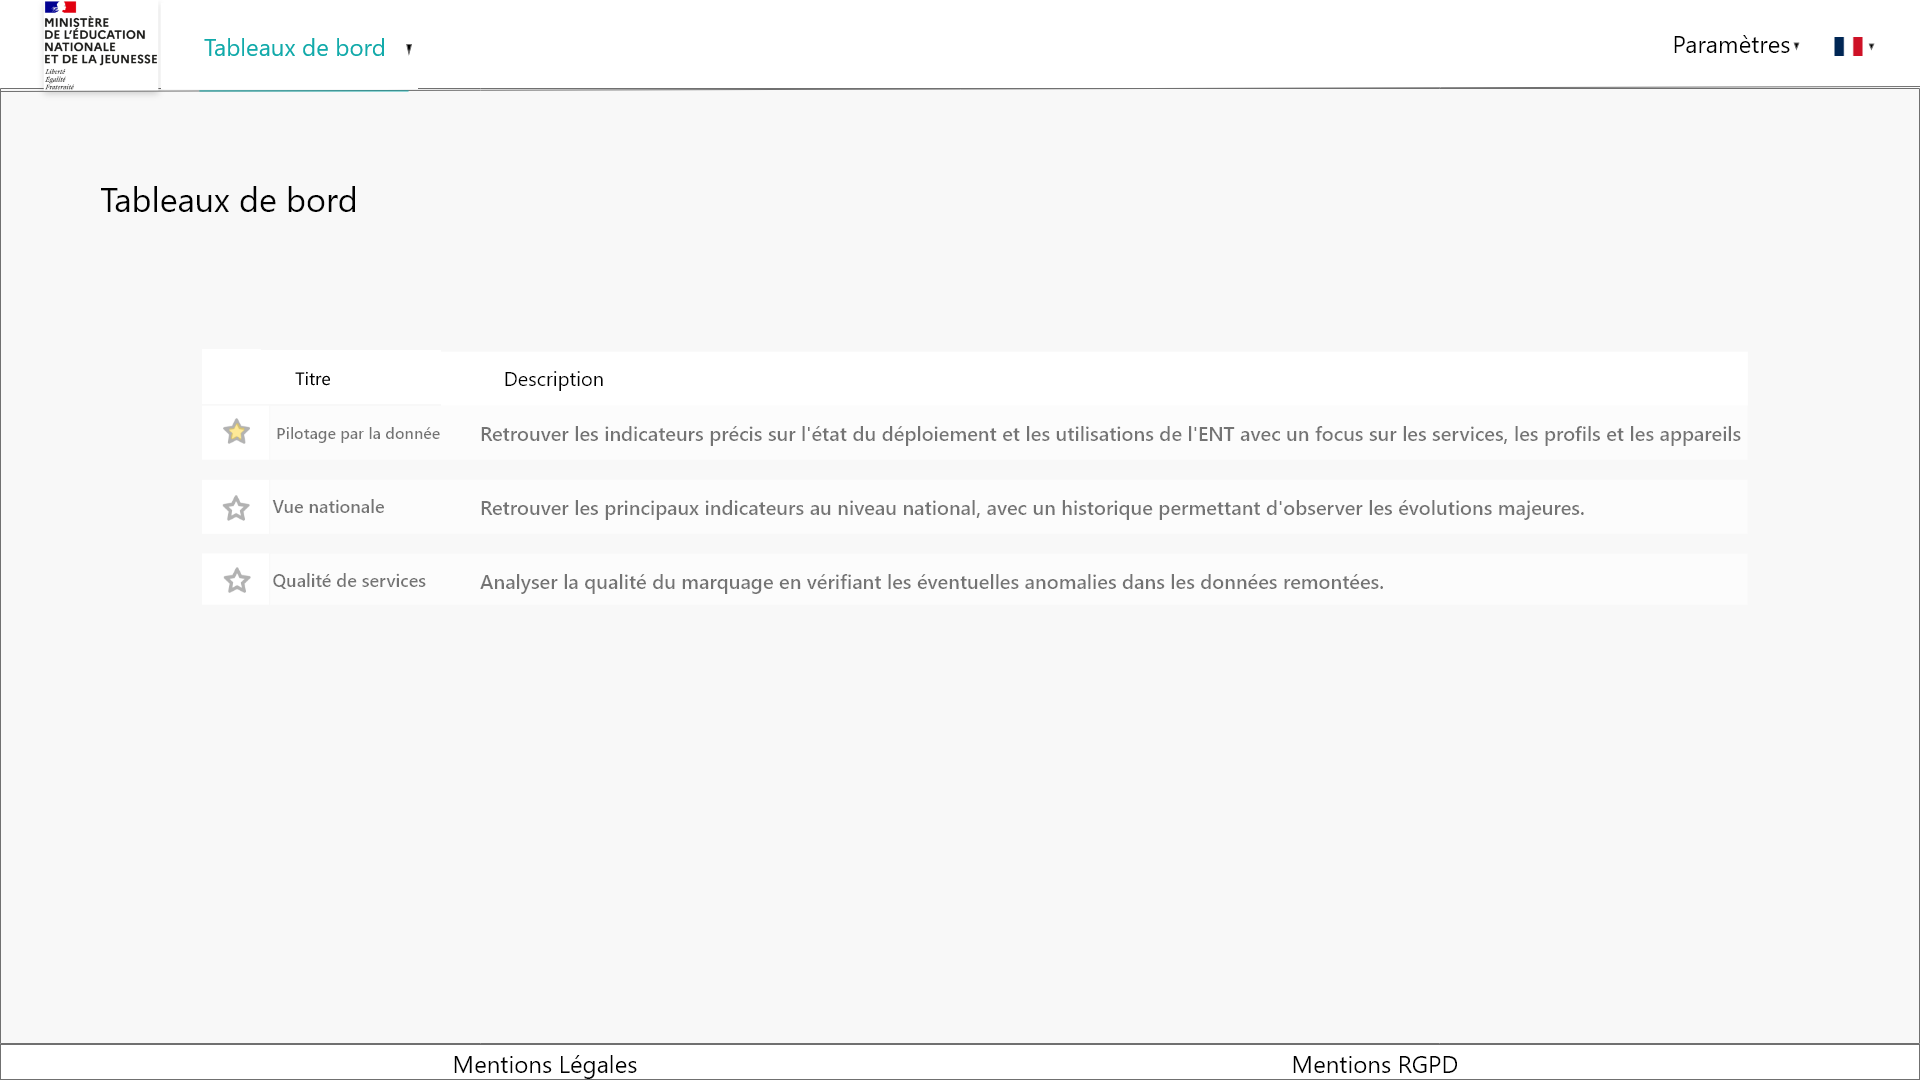 MINISTÈRE
DE L'ÉDUCATION
NATIONALE
ET DE LA JEUNESSE
Liberté
Égalité
Fraternité
Tableaux de bord
Paramètres
Tableaux de bord
Titre Description
Pilotage par la donnée Retrouver les indicateurs précis sur l'état du déploiement et les utilisations de l'ENT avec un focus sur les services, les profils et les appareils
Vue nationale Retrouver les principaux indicateurs au niveau national, avec un historique permettant d'observer les évolutions majeures.
Qualité de services Analyser la qualité du marquage en vérifiant les éventuelles anomalies dans les données remontées.
Mentions Légales Mentions RGPD